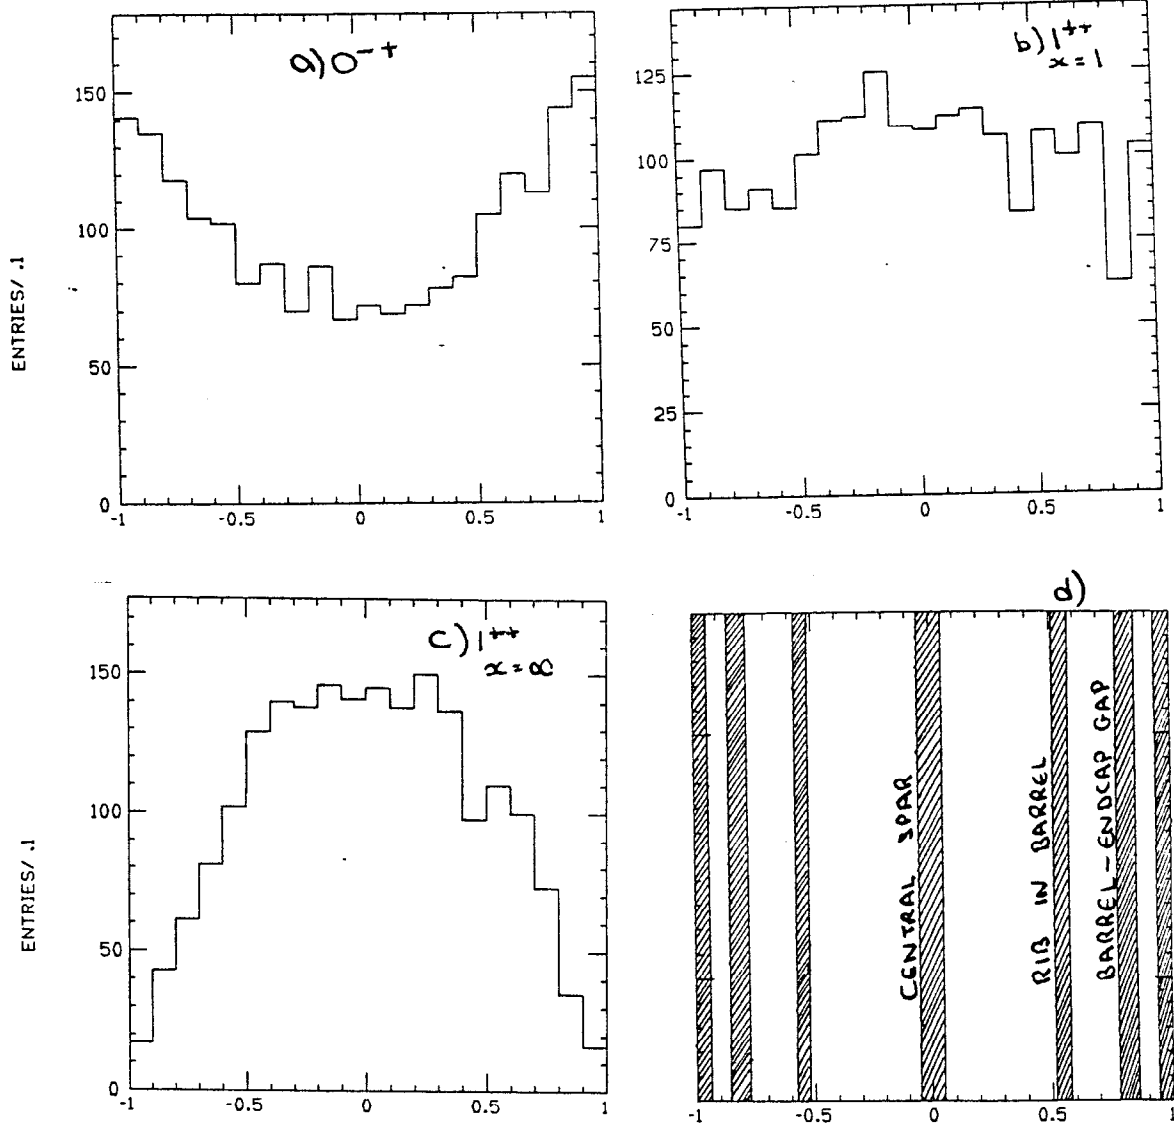 a) 0-+
150
100
50
0
-1 -0.5 0 0.5 1
ENTRIES/ .1
b) 1++
x = 1
125
100
75
50
25
0
-1 -0.5 0 0.5 1
c) 1++
x = ∞
150
100
50
0
-1 -0.5 0 0.5 1
ENTRIES/ .1
d)
CENTRAL SPAR
RIB IN BARREL
BARREL-ENDCAP GAP
-1 -0.5 0 0.5 1